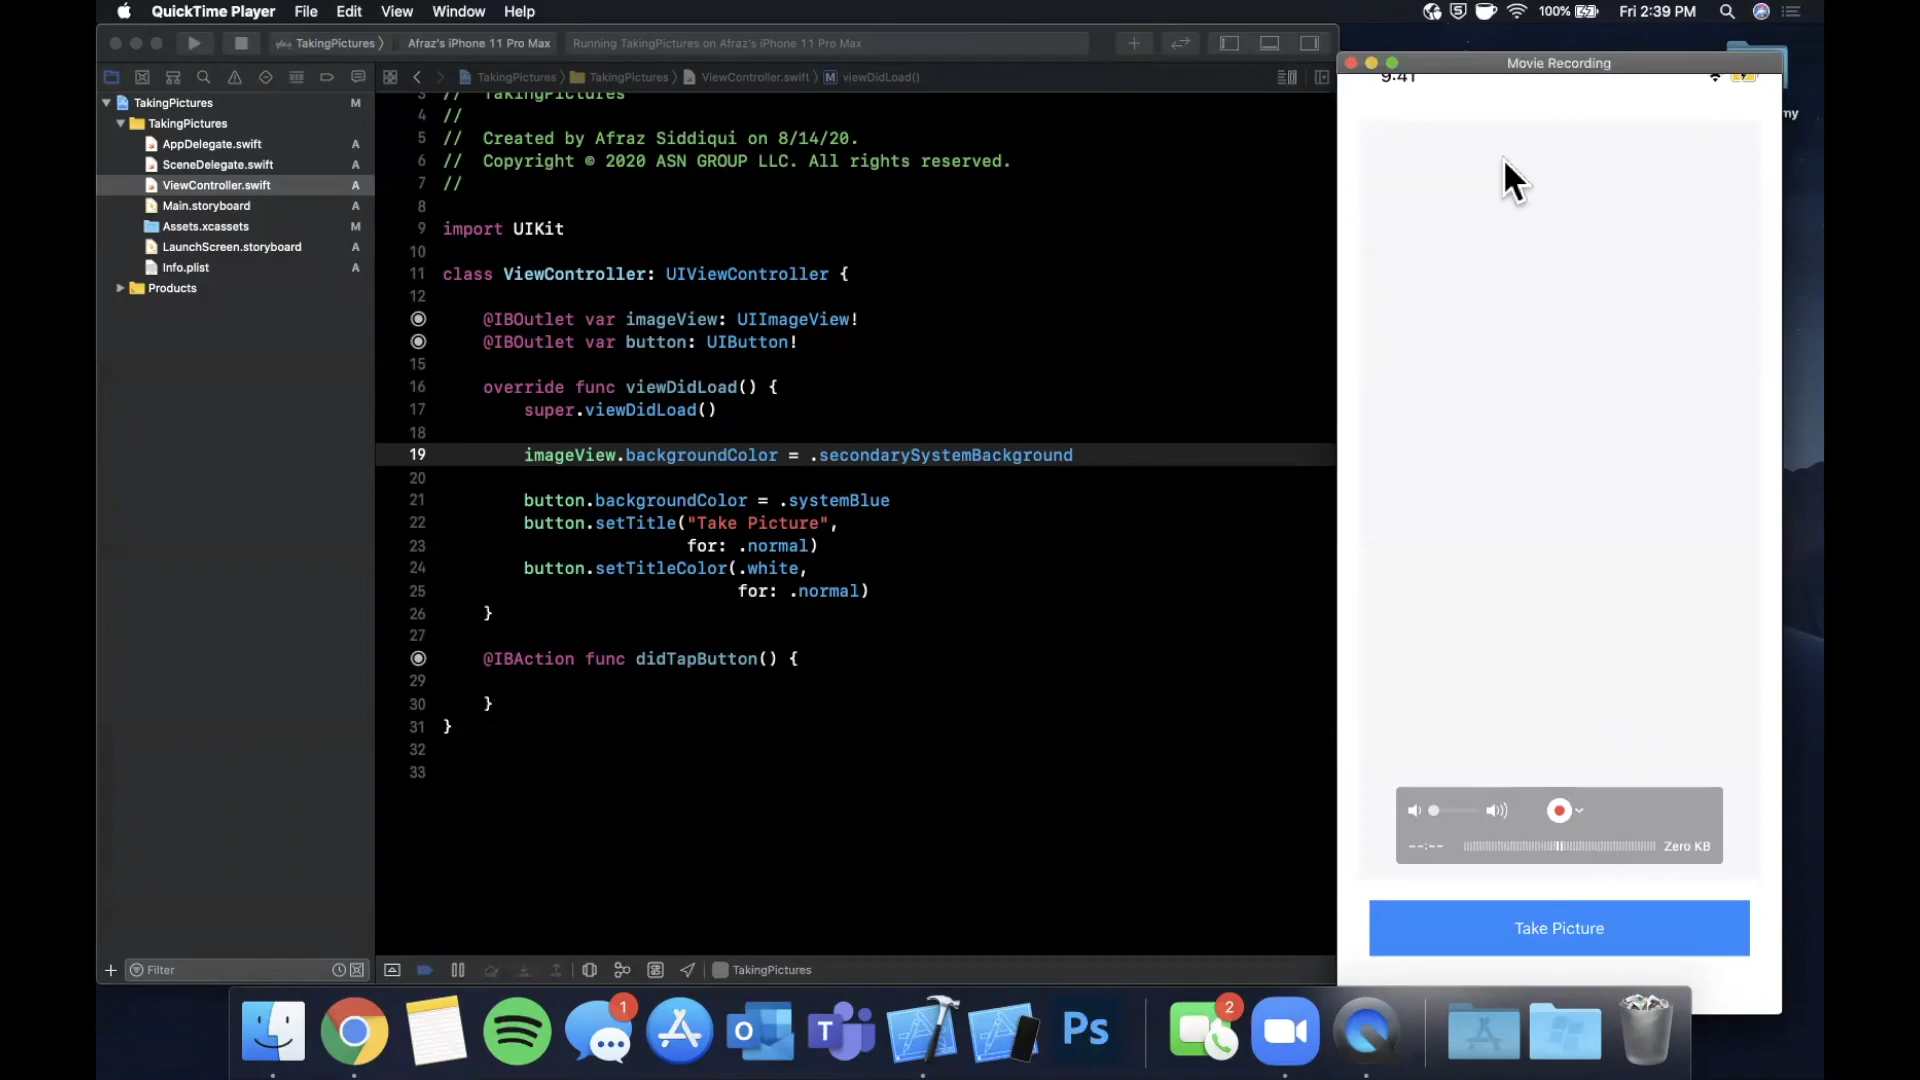 QuickTime Player File Edit View Window Help
100% Fri 2:39 PM
TakingPictures Afraz's iPhone 11 Pro Max Running TakingPictures on Afraz's iPhone 11 Pro Max
Movie Recording
TakingPictures TakingPictures ViewController.swift M viewDidLoad()
TakingPictures M
TakingPictures
AppDelegate.swift A
SceneDelegate.swift A
ViewController.swift A
Main.storyboard A
Assets.xcassets M
LaunchScreen.storyboard A
Info.plist A
Products
3 // TakingPictures
4 //
5 // Created by Afraz Siddiqui on 8/14/20.
6 // Copyright © 2020 ASN GROUP LLC. All rights reserved.
7 //
8
9 import UIKit
10
11 class ViewController: UIViewController {
12
@IBOutlet var imageView: UIImageView!
@IBOutlet var button: UIButton!
15
16 override func viewDidLoad() {
17 super.viewDidLoad()
18
19 imageView.backgroundColor = .secondarySystemBackground
20
21 button.backgroundColor = .systemBlue
22 button.setTitle("Take Picture",
23 for: .normal)
24 button.setTitleColor(.white,
25 for: .normal)
26 }
27
@IBAction func didTapButton() {
29
30 }
31 }
32
33
Filter
TakingPictures
9:41
my
--:-- Zero KB
Take Picture
1
2
O
T
Ps